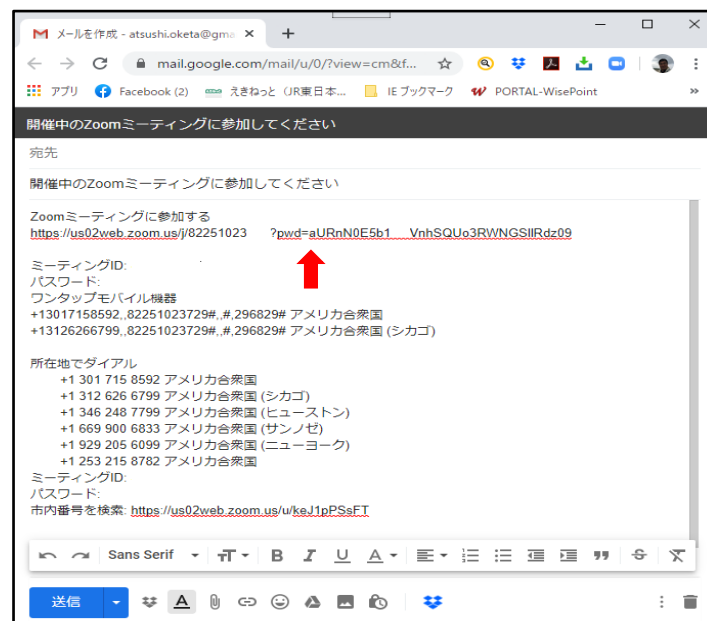 メールを作成 - atsushi.oketa@gma
mail.google.com/mail/u/0/?view=cm&f...
アプリ Facebook (2) えきねっと（JR東日本... IE ブックマーク PORTAL-WisePoint »
開催中のZoomミーティングに参加してください
宛先
開催中のZoomミーティングに参加してください
Zoomミーティングに参加する
https://us02web.zoom.us/j/82251023 ?pwd=aURnN0E5b1 VnhSQUo3RWNGSllRdz09
ミーティングID:
パスワード:
ワンタップモバイル機器
+13017158592,,82251023729#,,#,296829# アメリカ合衆国
+13126266799,,82251023729#,,#,296829# アメリカ合衆国 (シカゴ)
所在地でダイアル
+1 301 715 8592 アメリカ合衆国
+1 312 626 6799 アメリカ合衆国 (シカゴ)
+1 346 248 7799 アメリカ合衆国 (ヒューストン)
+1 669 900 6833 アメリカ合衆国 (サンノゼ)
+1 929 205 6099 アメリカ合衆国 (ニューヨーク)
+1 253 215 8782 アメリカ合衆国
ミーティングID:
パスワード:
市内番号を検索: https://us02web.zoom.us/u/keJ1pPSsFT
Sans Serif
送信